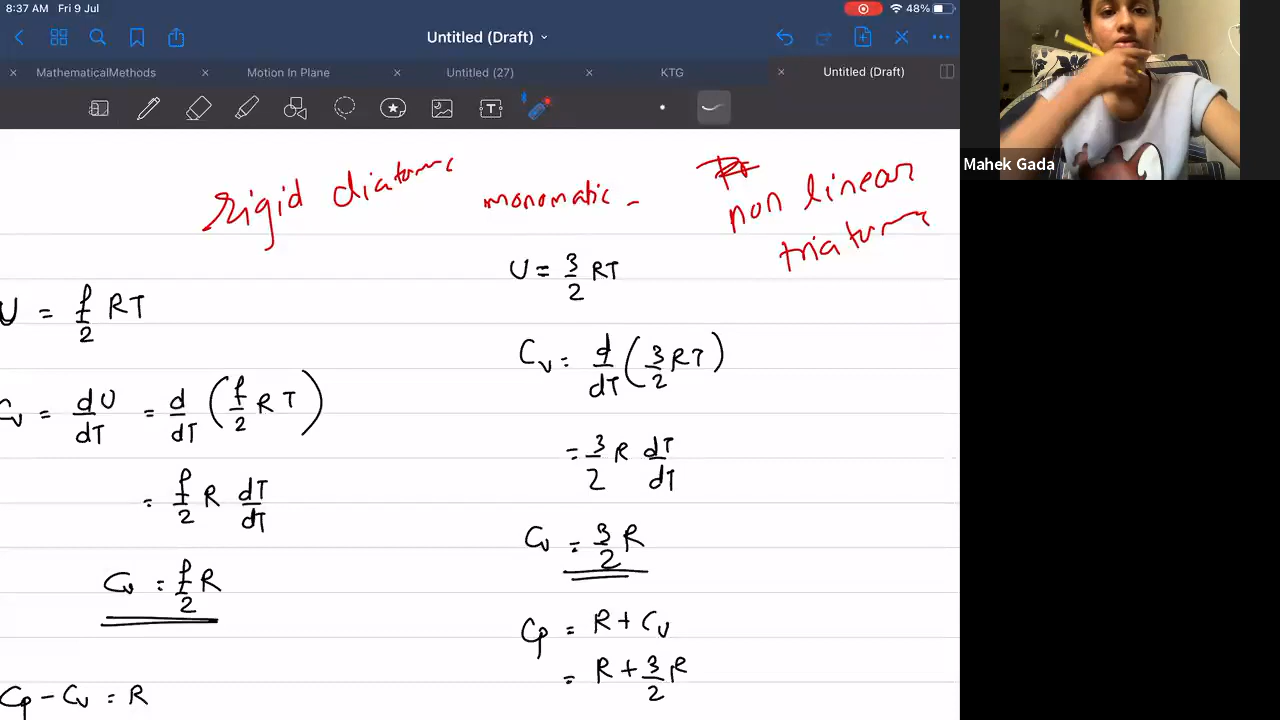 8:37 AM Fri 9 Jul
48%
Untitled (Draft)
MathematicalMethods
Motion In Plane
Untitled (27)
KTG
Untitled (Draft)
T
Mahek Gada
rigid diatomic
monomatic -
non linear
triatomic
U = f/2 RT
Cv = dU/dT = d/dT (f/2 RT)
= f/2 R dT/dT
Cv = f/2 R
Cp - Cv = R
U = 3/2 RT
Cv = d/dT (3/2 RT)
= 3/2 R dT/dT
Cv = 3/2 R
Cp = R + Cv
= R + 3/2 R